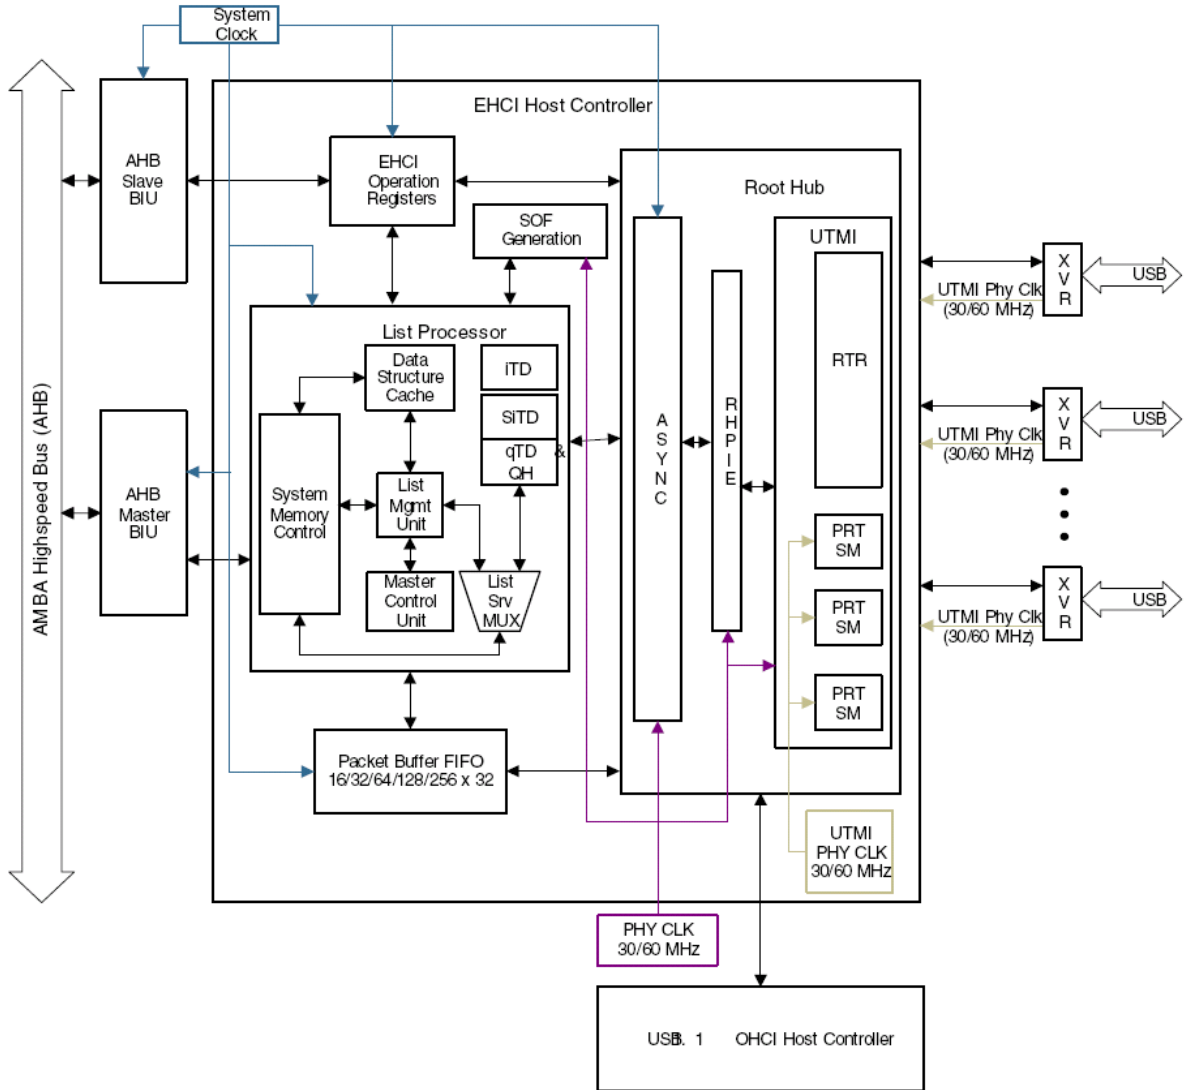 System
Clock
EHCI Host Controller
AHB
Slave
BIU
EHCI
Operation
Registers
Root Hub
SOF
Generation
UTMI
X
V
R
USB
UTMI Phy Clk
(30/60 MHz)
List Processor
Data
Structure
Cache
iTD
SiTD
qTD &
QH
RTR
A
S
Y
N
C
R
H
P
I
E
X
V
R
USB
UTMI Phy Clk
(30/60 MHz)
AMBA Highspeed Bus (AHB)
AHB
Master
BIU
System
Memory
Control
List
Mgmt
Unit
Master
Control
Unit
List
Srv
MUX
PRT
SM
PRT
SM
PRT
SM
X
V
R
USB
UTMI Phy Clk
(30/60 MHz)
Packet Buffer FIFO
16/32/64/128/256 x 32
UTMI
PHY CLK
30/60 MHz
PHY CLK
30/60 MHz
OHCI Host Controller